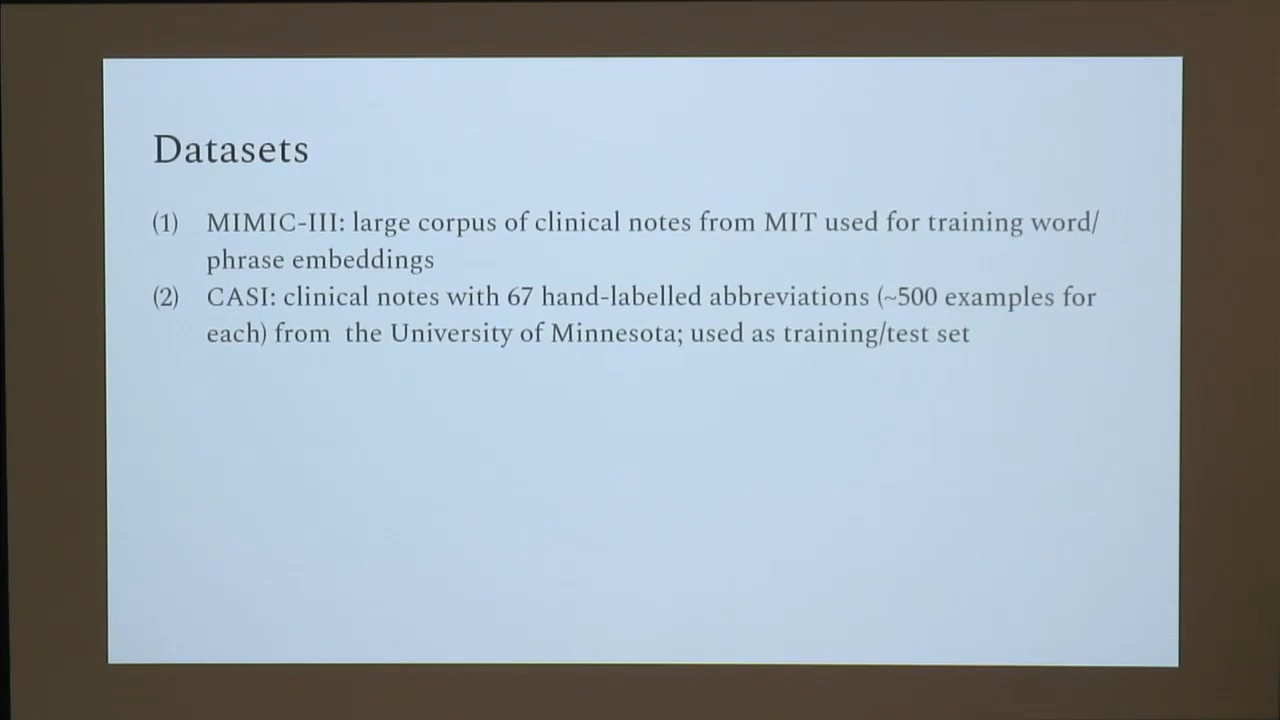 Datasets
(1) MIMIC-III: large corpus of clinical notes from MIT used for training word/
phrase embeddings
(2) CASI: clinical notes with 67 hand-labelled abbreviations (~500 examples for
each) from the University of Minnesota; used as training/test set